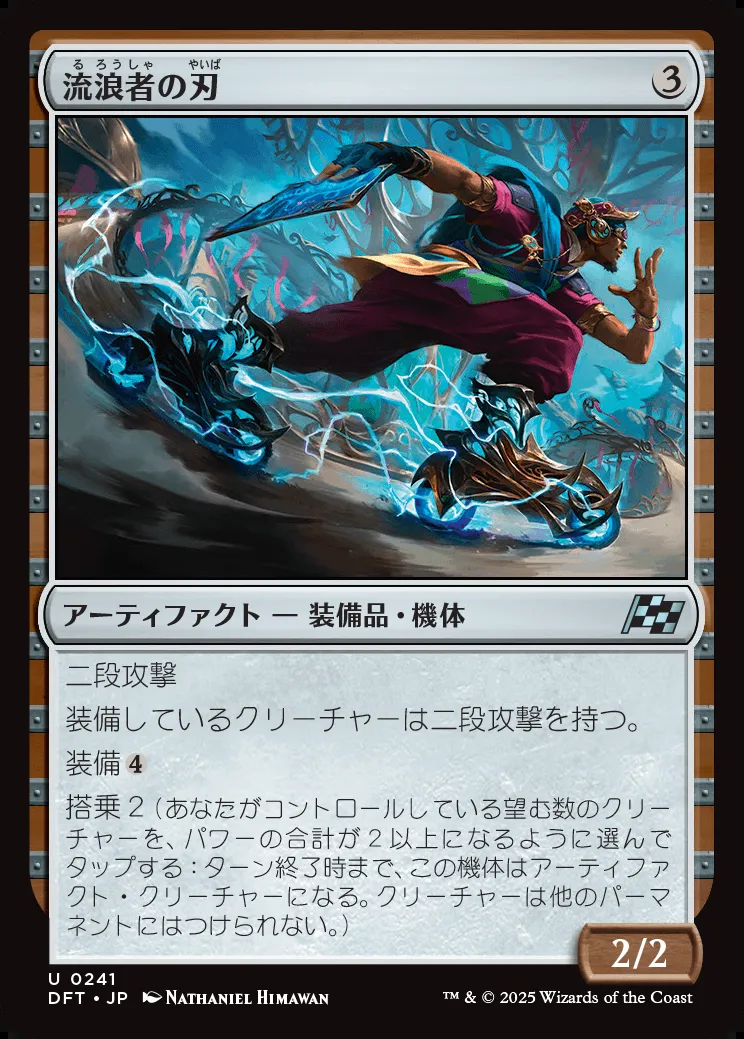 るろうしゃ やいば
流浪者の刃 3
アーティファクト — 装備品・機体
二段攻撃
装備しているクリーチャーは二段攻撃を持つ。
装備 4
搭乗2（あなたがコントロールしている望む数のクリー
チャーを、パワーの合計が2以上になるように選んで
タップする：ターン終了時まで、この機体はアーティファ
クト・クリーチャーになる。クリーチャーは他のパーマ
ネントにはつけられない。）
2/2
U 0241
DFT • JP Nathaniel Himawan
™ & © 2025 Wizards of the Coast